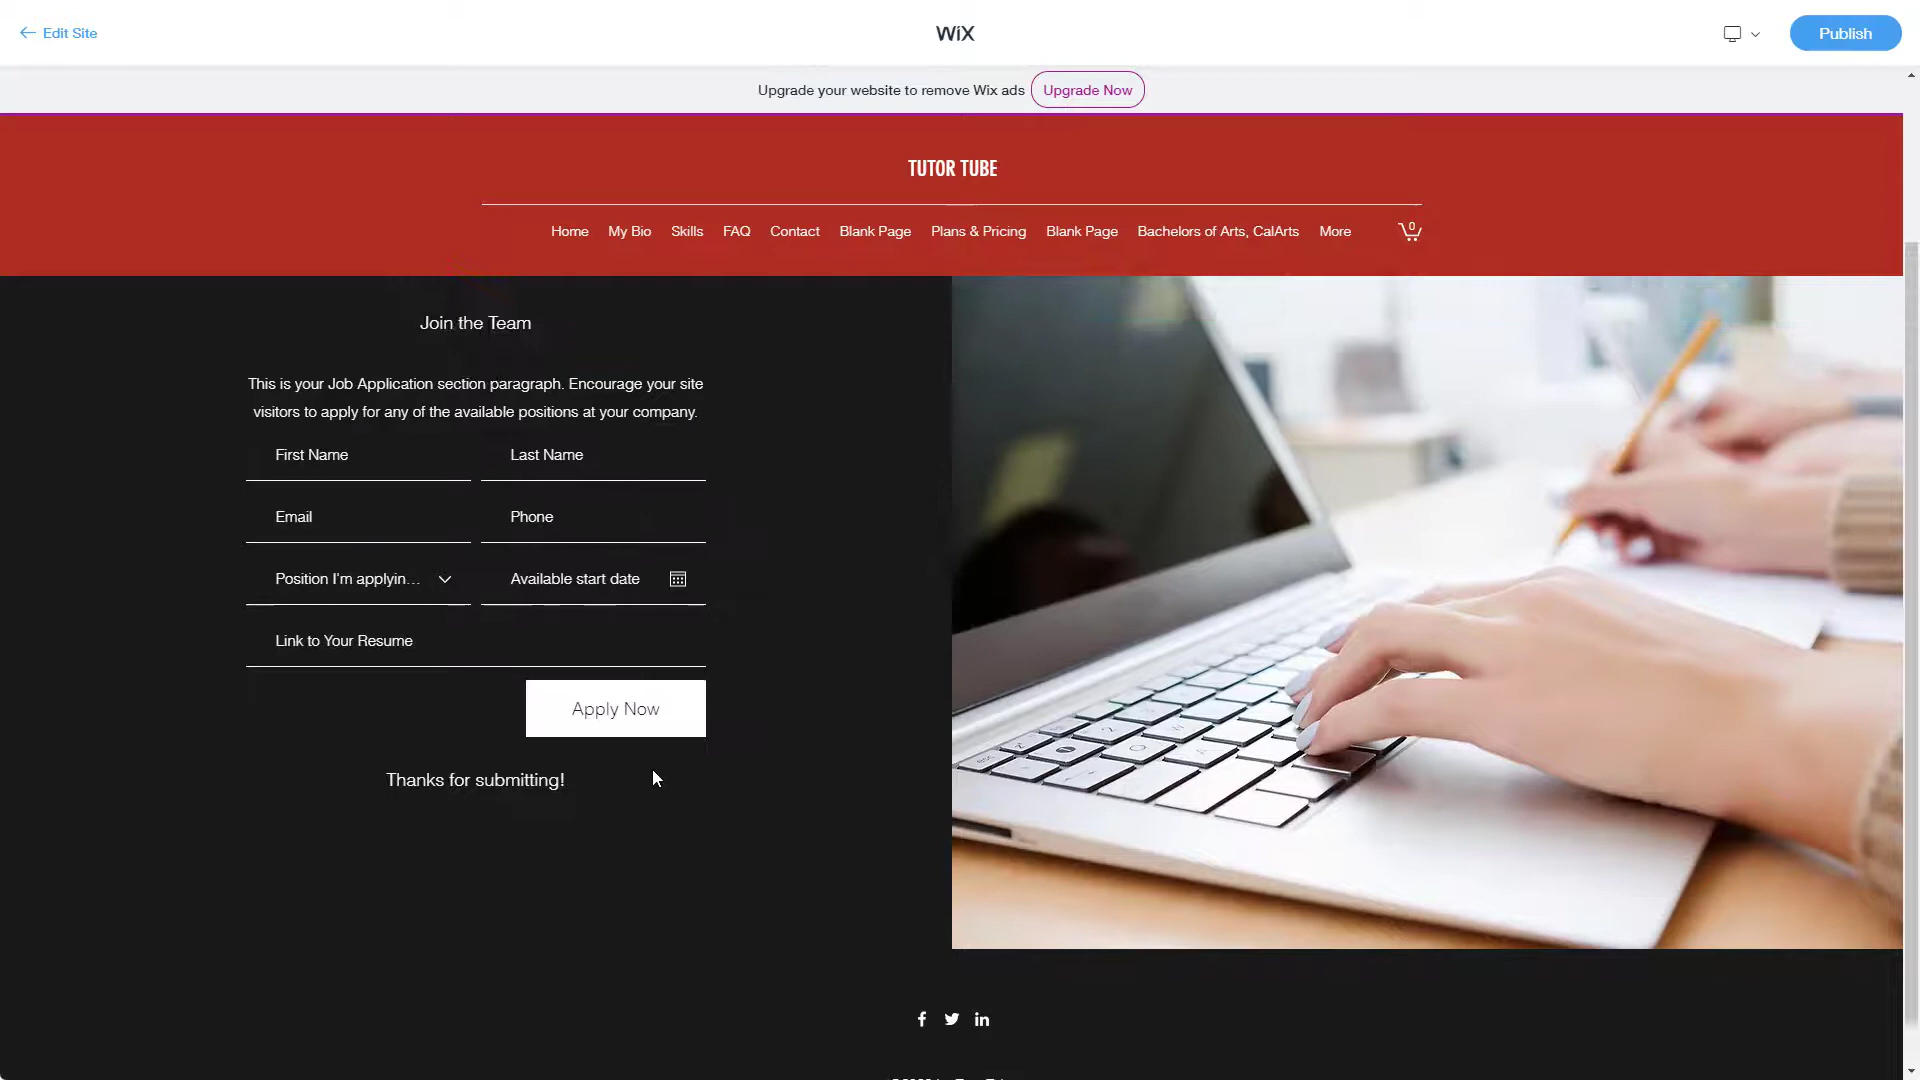 Edit Site
WiX
Publish
Upgrade your website to remove Wix ads
Upgrade Now
TUTOR TUBE
Home
My Bio
Skills
FAQ
Contact
Blank Page
Plans & Pricing
Blank Page
Bachelors of Arts, CalArts
More
0
Join the Team
This is your Job Application section paragraph. Encourage your site
visitors to apply for any of the available positions at your company.
First Name
Last Name
Email
Phone
Position I'm applyin...
Available start date
Link to Your Resume
Apply Now
Thanks for submitting!